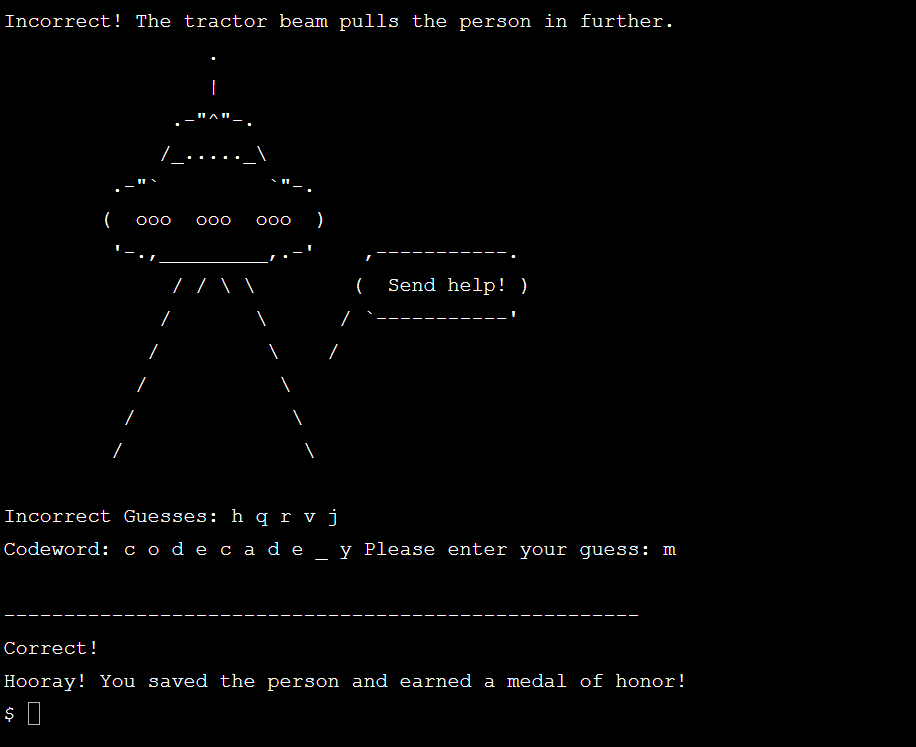 Incorrect! The tractor beam pulls the person in further.
                 .
                 |
              .-"^"-.
             /_....._\
         .-"`         `"-.
        (  ooo  ooo  ooo  )
         '-.,_________,.-'    ,-----------.
              / / \ \        (  Send help! )
             /       \      / `-----------'
            /         \    /
           /           \
          /             \
         /               \
Incorrect Guesses: h q r v j
Codeword: c o d e c a d e _ y Please enter your guess: m
-----------------------------------------------------
Correct!
Hooray! You saved the person and earned a medal of honor!
$